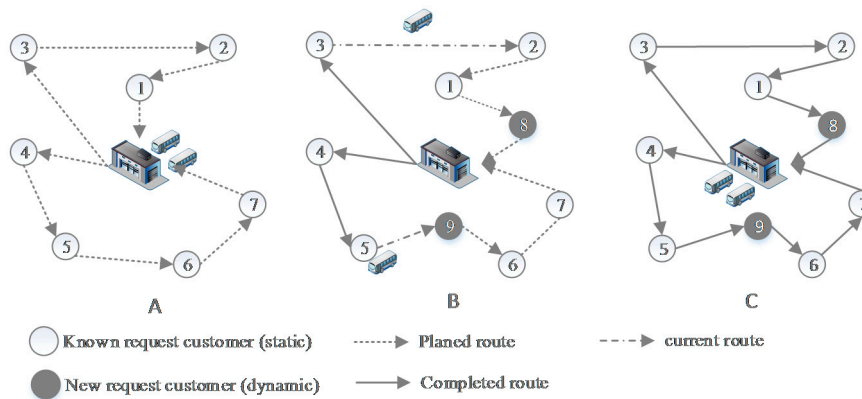 3 2 3 2 3 2
1 1 1
8 8
4 4 4
7 7
5 9 5 9
6 6 6
5
7
A B C
Known request customer (static) Planed route current route
New request customer (dynamic) Completed route